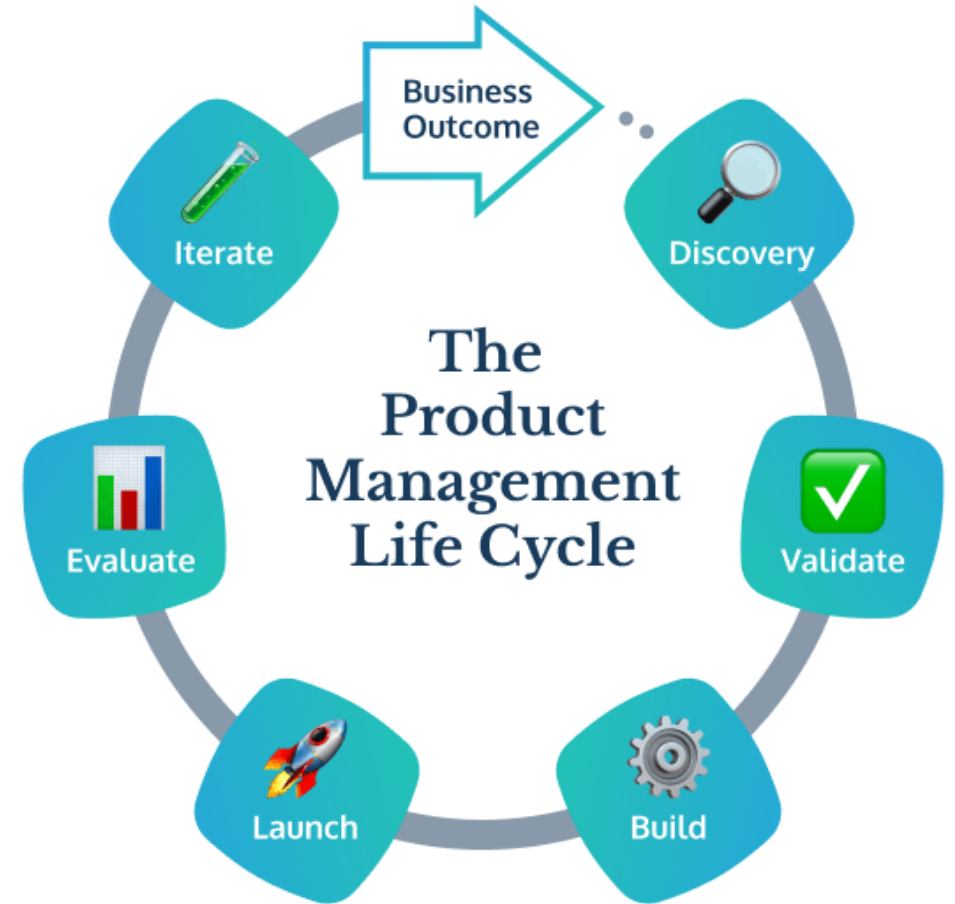 Business
Outcome
Discovery
Validate
Build
Launch
Evaluate
Iterate
The
Product
Management
Life Cycle